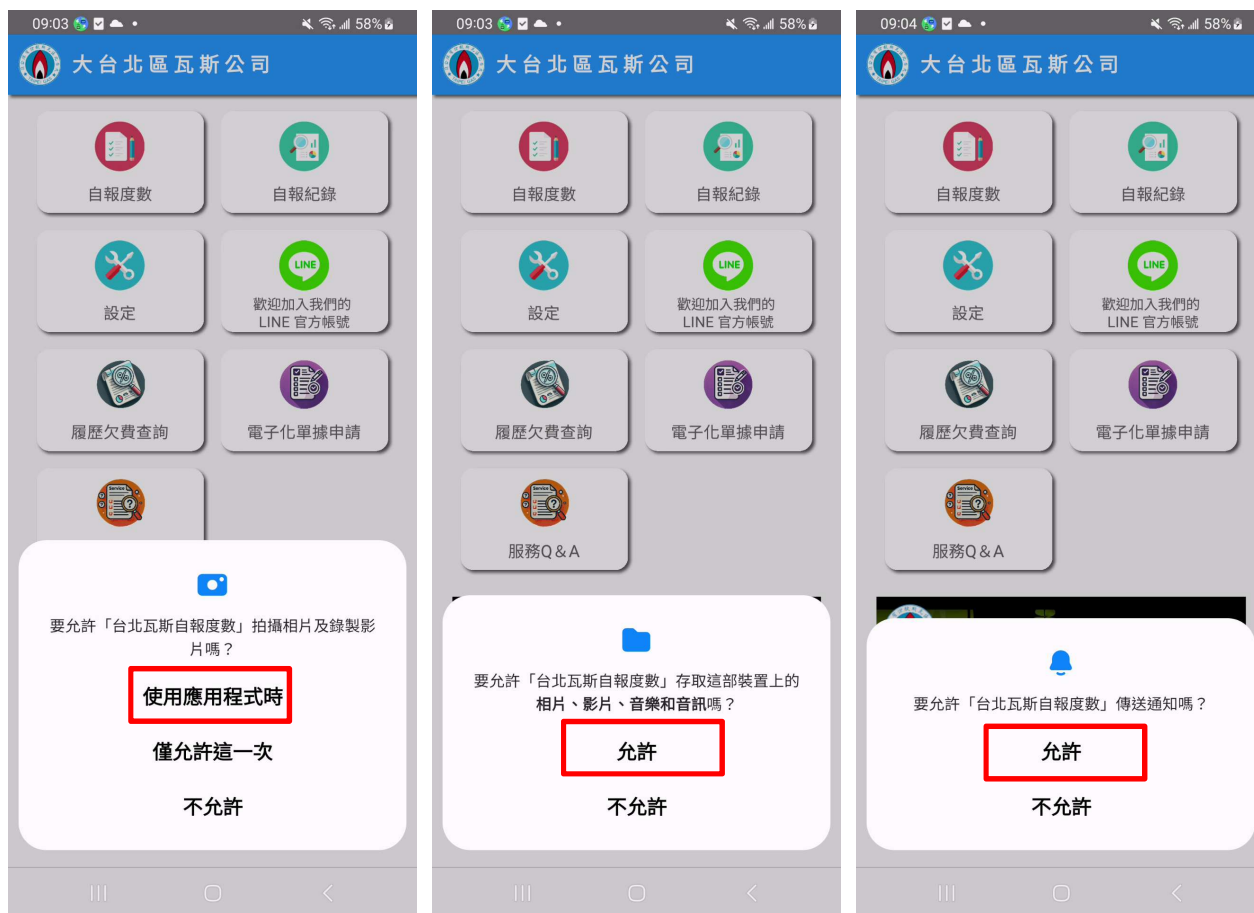 09:03
58%
大台北區瓦斯公司
自報度數
自報紀錄
設定
LINE
歡迎加入我們的
LINE 官方帳號
履歷欠費查詢
電子化單據申請
要允許「台北瓦斯自報度數」拍攝相片及錄製影
片嗎？
使用應用程式時
僅允許這一次
不允許
09:03
58%
大台北區瓦斯公司
自報度數
自報紀錄
設定
LINE
歡迎加入我們的
LINE 官方帳號
履歷欠費查詢
電子化單據申請
Service
服務Q&A
要允許「台北瓦斯自報度數」存取這部裝置上的
相片、影片、音樂和音訊嗎？
允許
不允許
09:04
58%
大台北區瓦斯公司
自報度數
自報紀錄
設定
LINE
歡迎加入我們的
LINE 官方帳號
履歷欠費查詢
電子化單據申請
Service
服務Q&A
要允許「台北瓦斯自報度數」傳送通知嗎？
允許
不允許